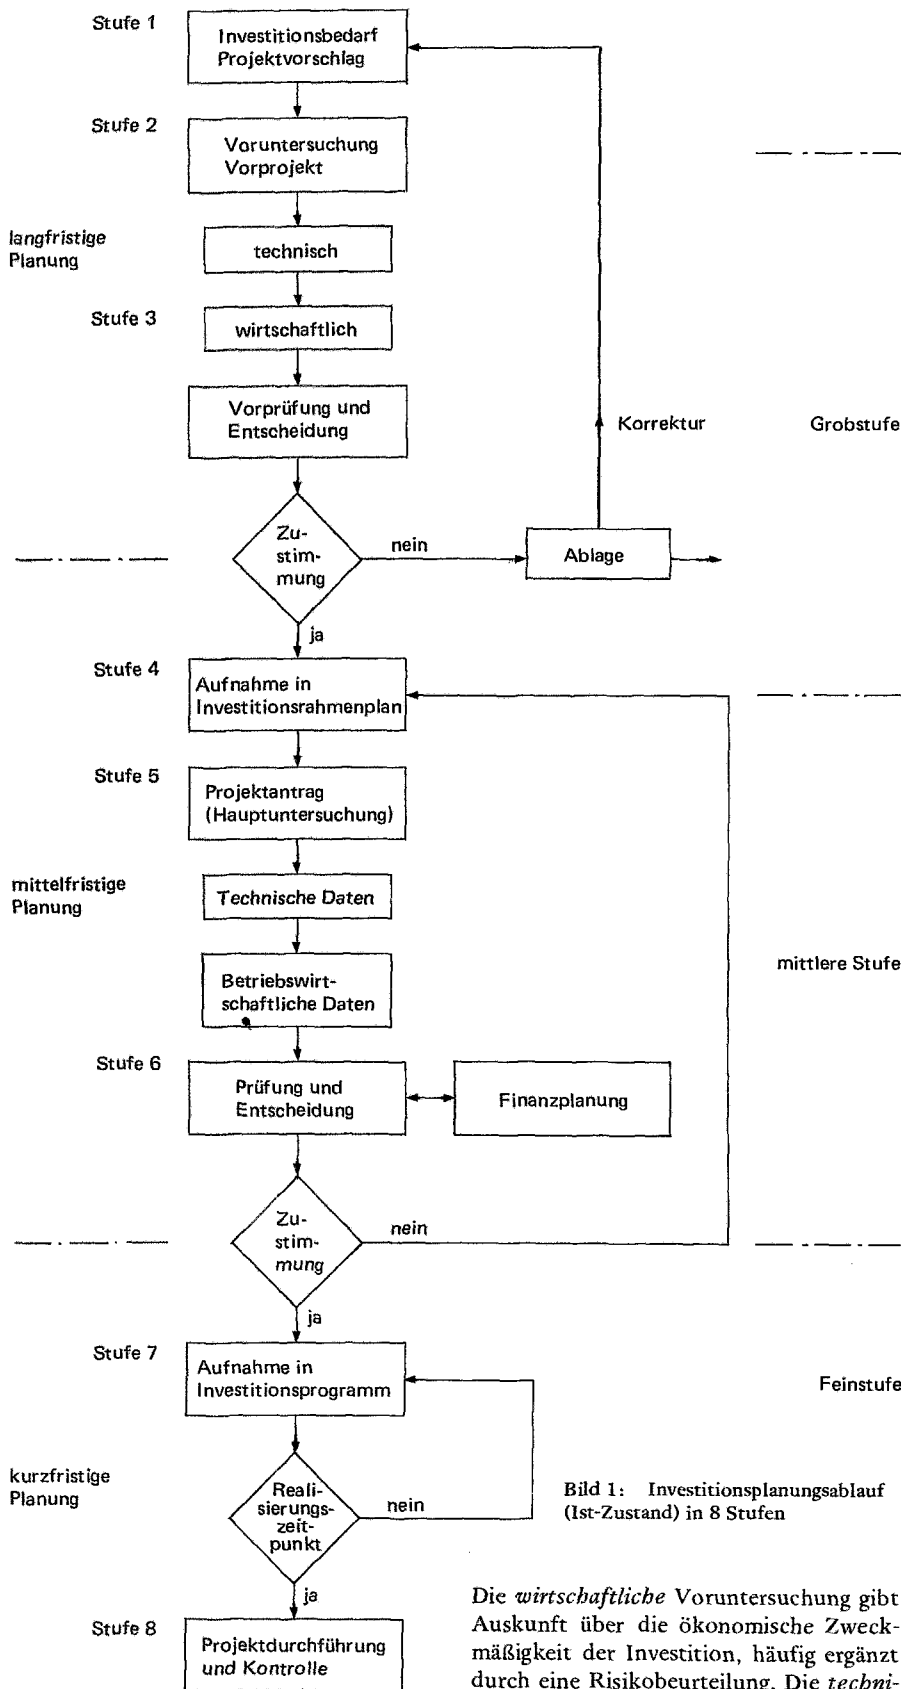 Stufe 1
Investitionsbedarf
Projektvorschlag
Stufe 2
Voruntersuchung
Vorprojekt
langfristige
Planung
technisch
Stufe 3
wirtschaftlich
Vorprüfung und
Entscheidung
Korrektur
Grobstufe
Zu-
stim-
mung
nein
Ablage
ja
Stufe 4
Aufnahme in
Investitionsrahmenplan
Stufe 5
Projektantrag
(Hauptuntersuchung)
mittelfristige
Planung
Technische Daten
Betriebswirt-
schaftliche Daten
mittlere Stufe
Stufe 6
Prüfung und
Entscheidung
Finanzplanung
Zu-
stim-
mung
nein
ja
Stufe 7
Aufnahme in
Investitionsprogramm
Feinstufe
kurzfristige
Planung
Reali-
sierungs-
zeit-
punkt
nein
Bild 1: Investitionsplanungsablauf
(Ist-Zustand) in 8 Stufen
ja
Stufe 8
Projektdurchführung
und Kontrolle
Die wirtschaftliche Voruntersuchung gibt
Auskunft über die ökonomische Zweck-
mäßigkeit der Investition, häufig ergänzt
durch eine Risikobeurteilung. Die techni-